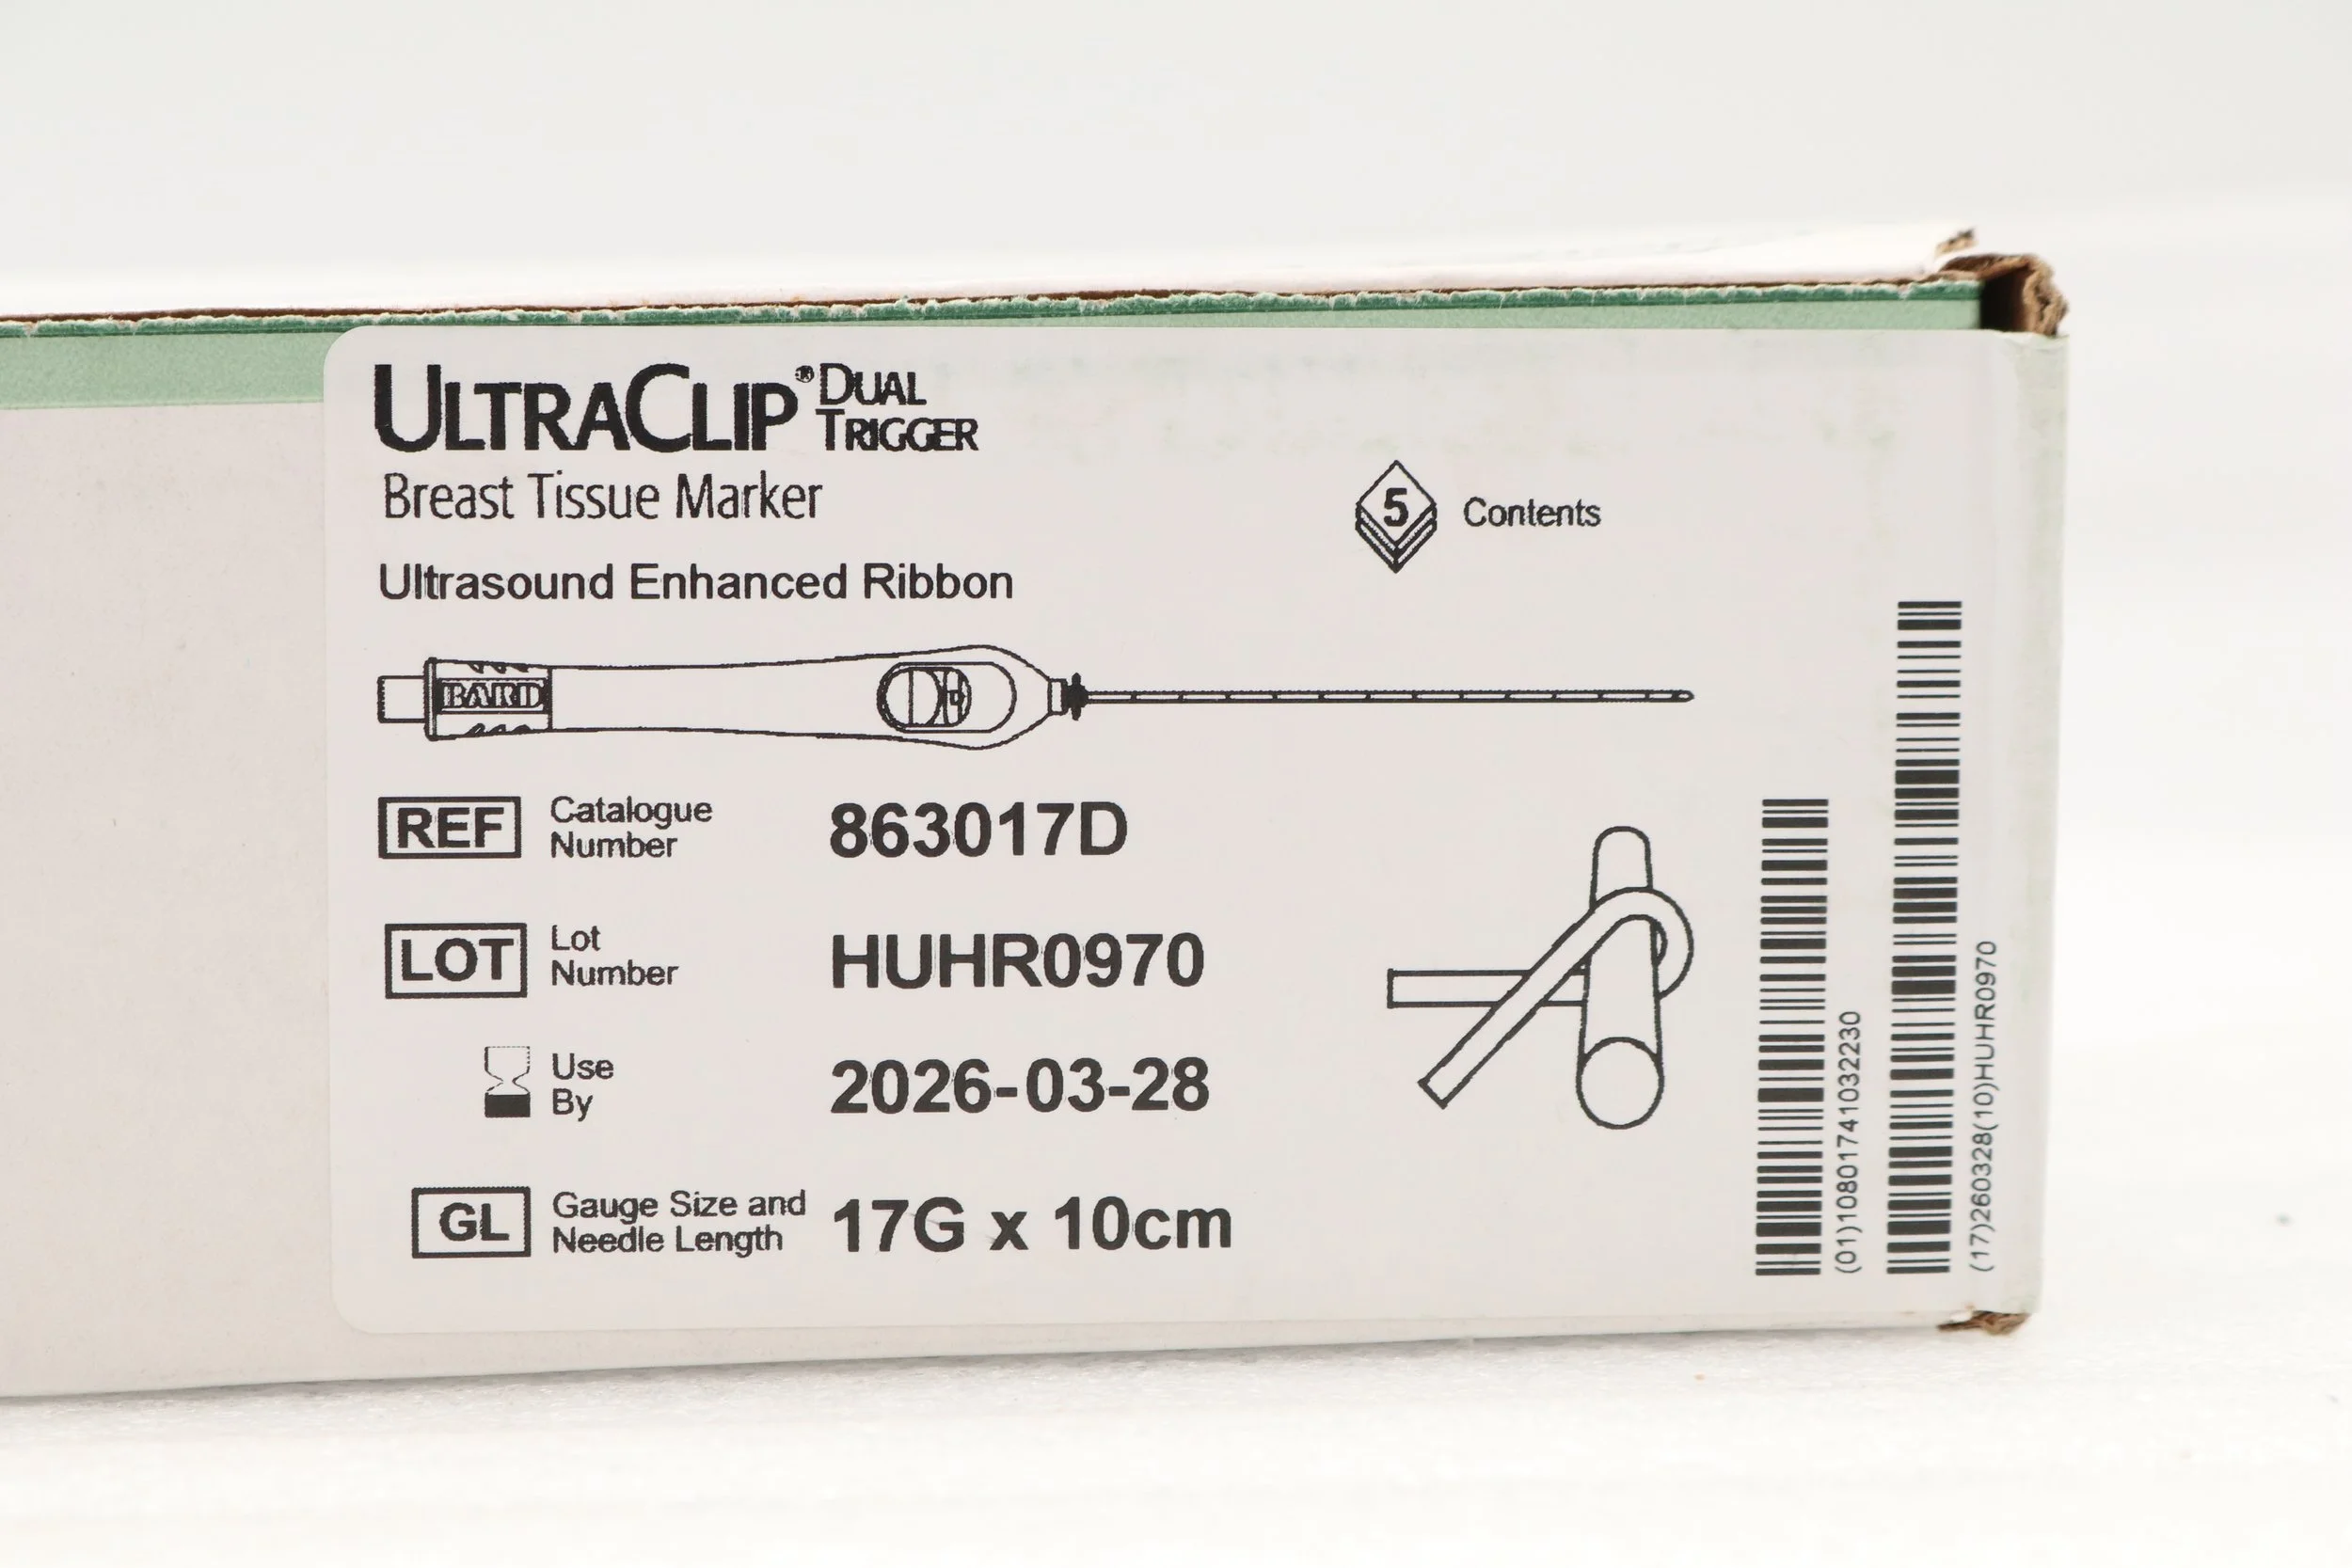 ULTRACLIP® DUAL TRIGGER
Breast Tissue Marker
5 Contents
Ultrasound Enhanced Ribbon
BARD
REF Catalogue Number 863017D
LOT Lot Number HUHR0970
Use By 2026-03-28
GL Gauge Size and Needle Length 17G x 10cm
(01)10801741032230
(17)260328(10)HUHR0970